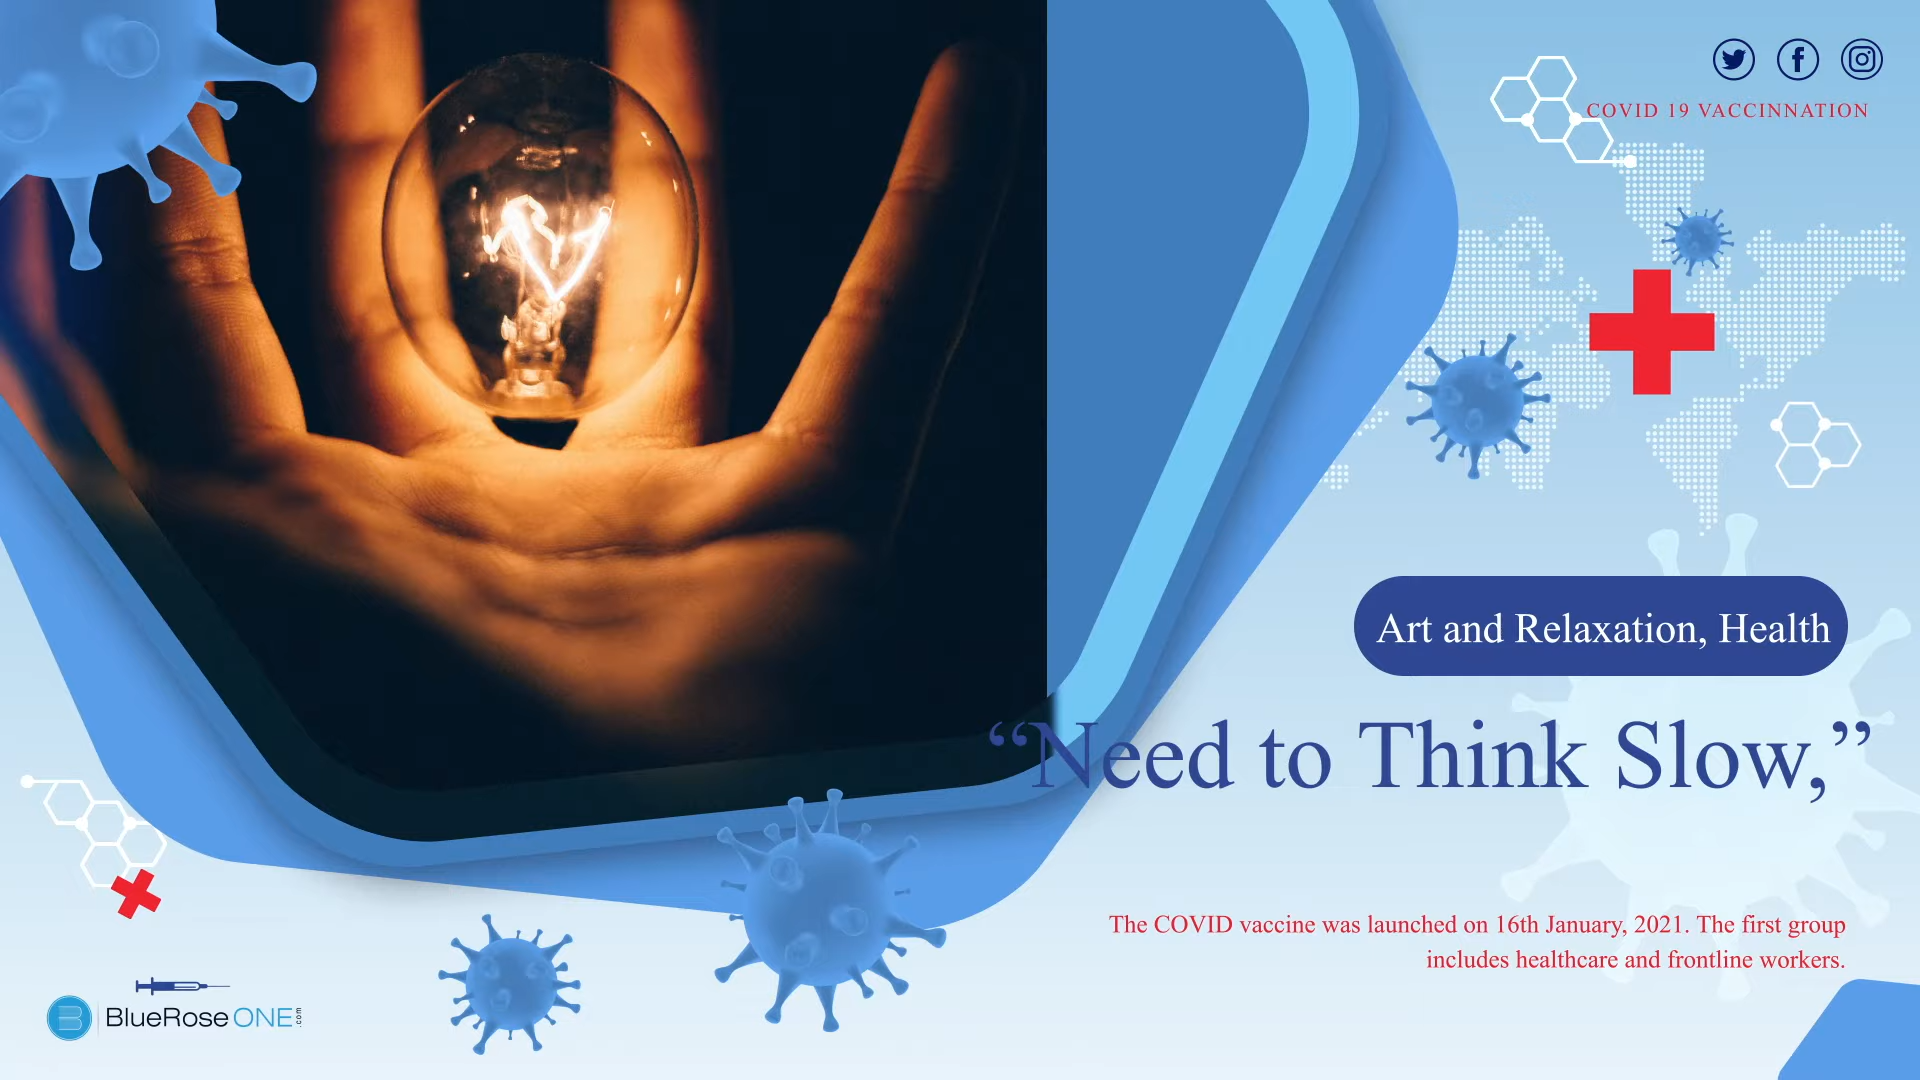 COVID 19 VACCINNATION
Art and Relaxation, Health
“Need to Think Slow,”
The COVID vaccine was launched on 16th January, 2021. The first group
includes healthcare and frontline workers.
BlueRose ONE .com